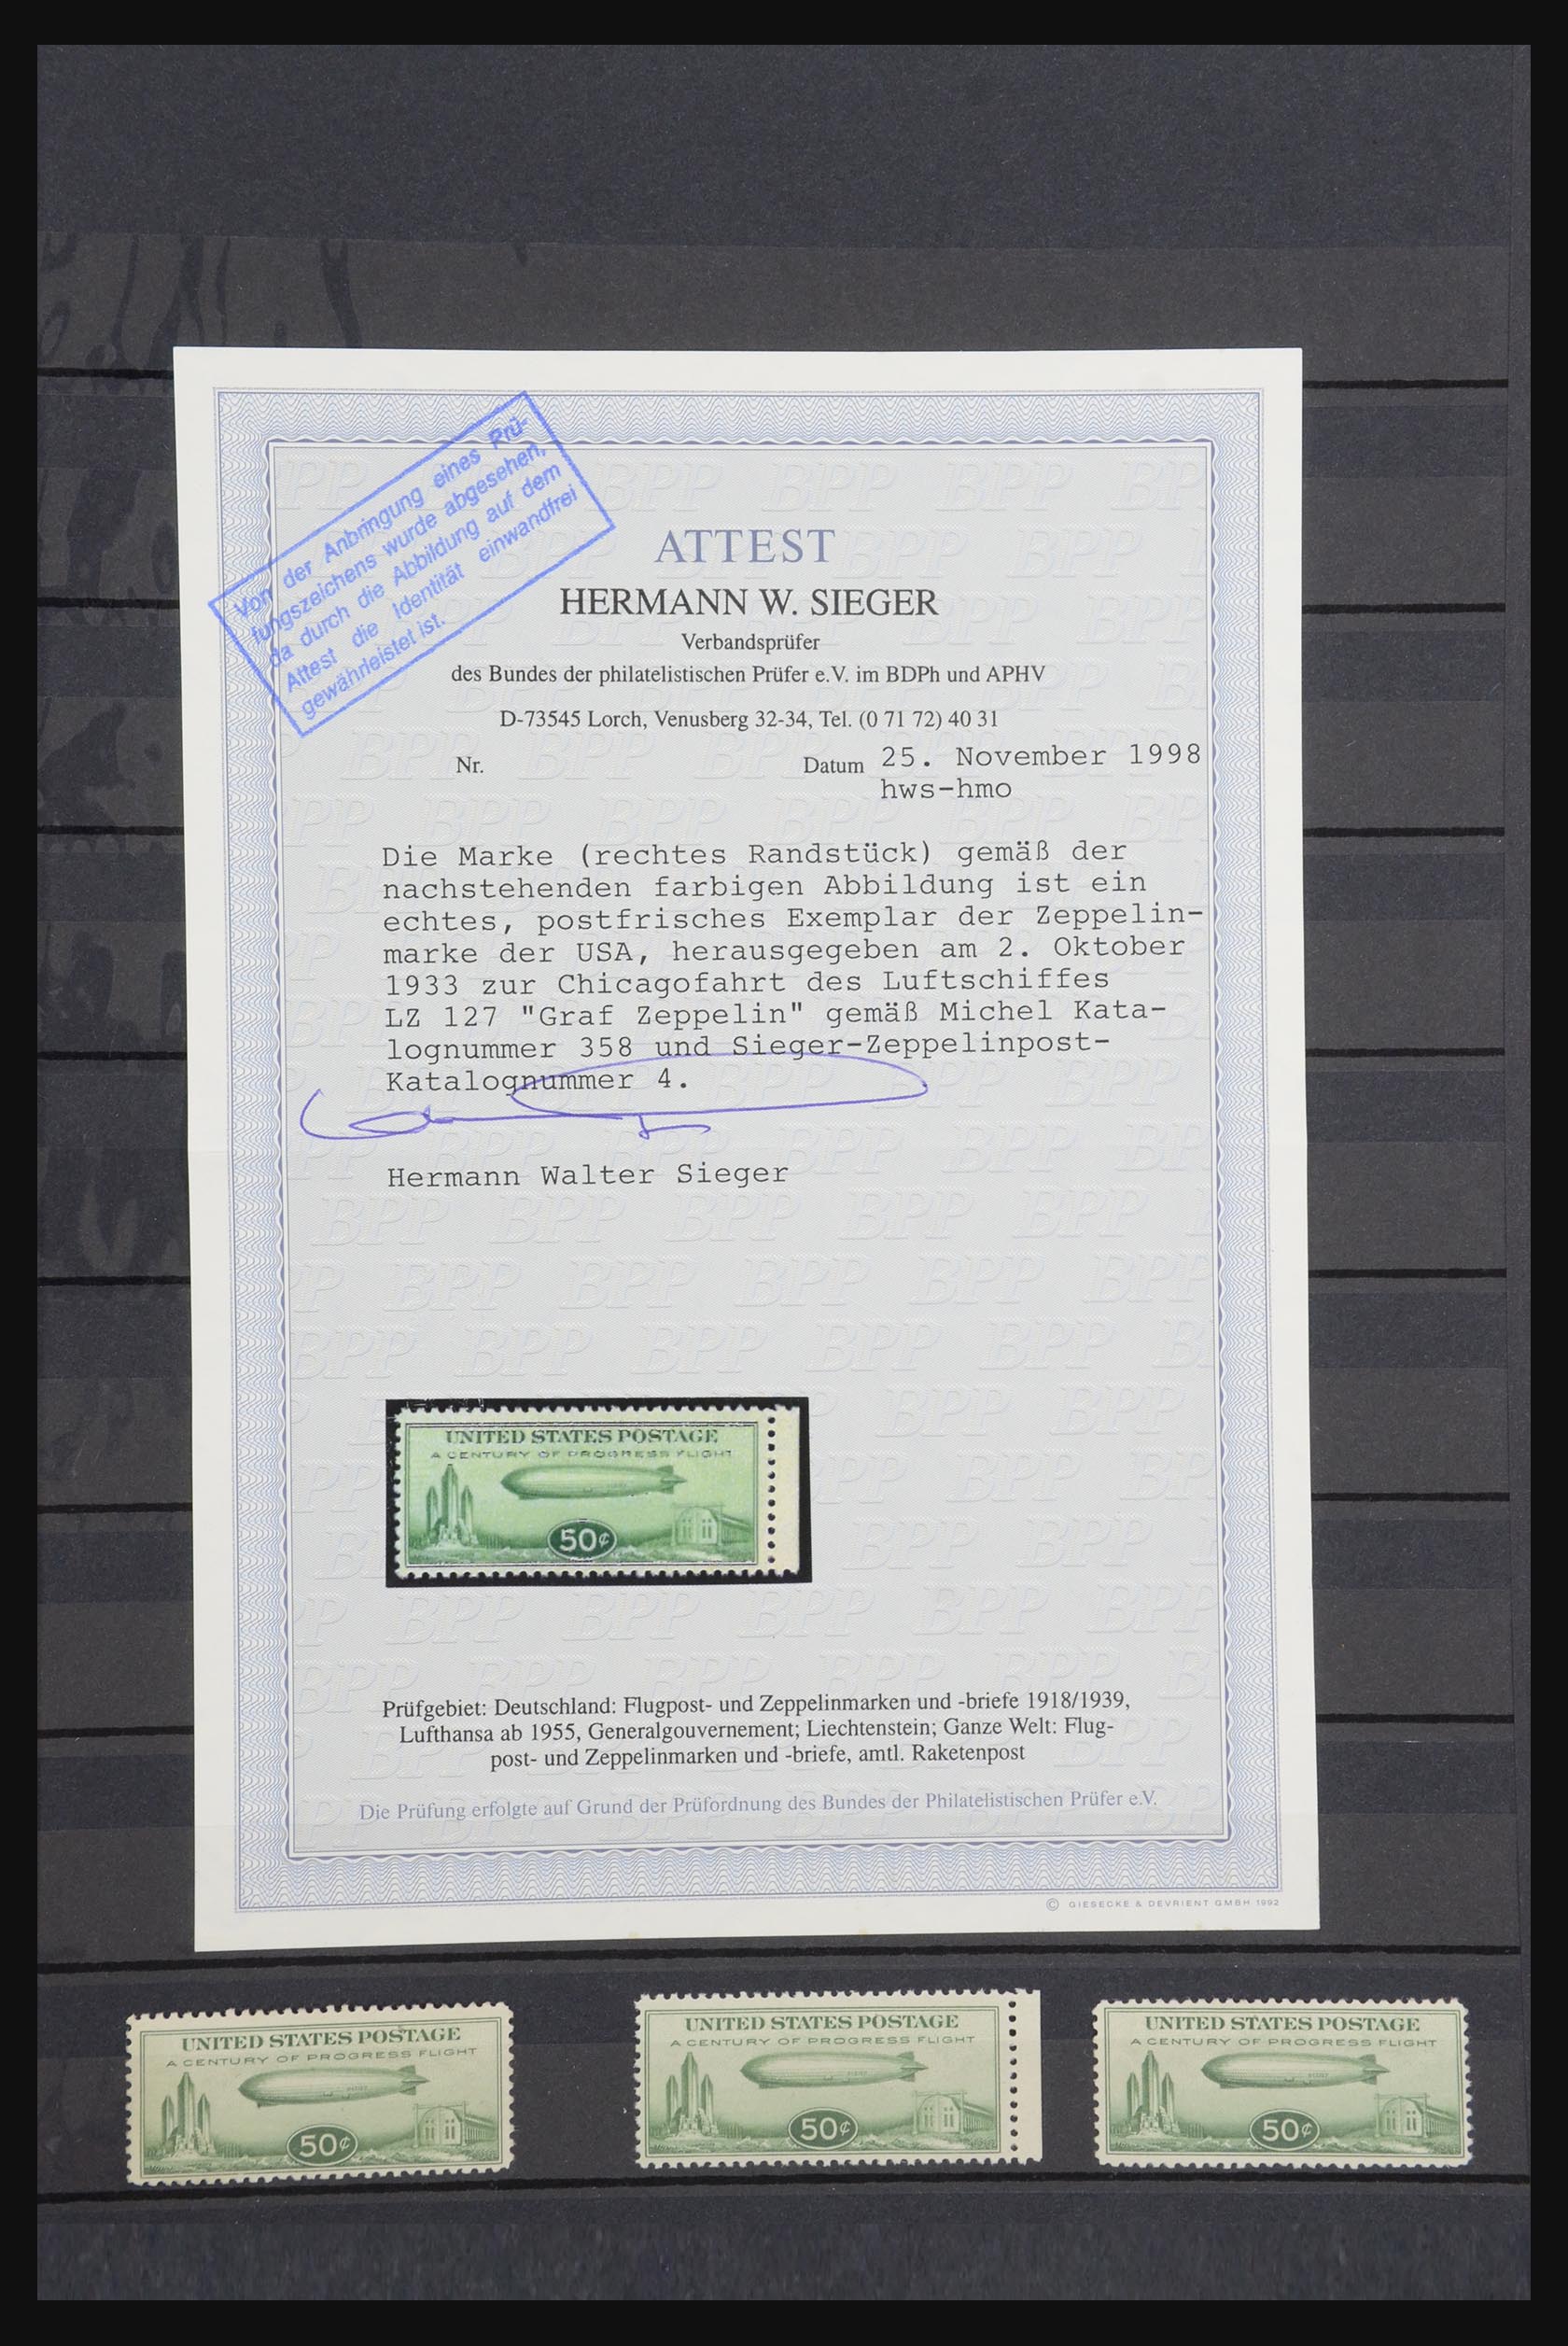 Von der Anbringung eines Prü-
fungszeichens wurde abgesehen,
da durch die Abbildung auf dem
Attest die Identität einwandfrei
gewährleistet ist.
ATTEST
HERMANN W. SIEGER
Verbandsprüfer
des Bundes der philatelistischen Prüfer e.V. im BDPh und APHV
D-73545 Lorch, Venusberg 32-34, Tel. (0 71 72) 40 31
Nr. Datum 25. November 1998
hws-hmo
Die Marke (rechtes Randstück) gemäß der
nachstehenden farbigen Abbildung ist ein
echtes, postfrisches Exemplar der Zeppelin-
marke der USA, herausgegeben am 2. Oktober
1933 zur Chicagofahrt des Luftschiffes
LZ 127 "Graf Zeppelin" gemäß Michel Kata-
lognummer 358 und Sieger-Zeppelinpost-
Katalognummer 4.
Hermann Walter Sieger
UNITED STATES POSTAGE
A CENTURY OF PROGRESS FLIGHT
50¢
Prüfgebiet: Deutschland: Flugpost- und Zeppelinmarken und -briefe 1918/1939,
Lufthansa ab 1955, Generalgouvernement; Liechtenstein; Ganze Welt: Flug-
post- und Zeppelinmarken und -briefe, amtl. Raketenpost
Die Prüfung erfolgte auf Grund der Prüfordnung des Bundes der Philatelistischen Prüfer e.V.
© GIESECKE & DEVRIENT GMBH 1992
UNITED STATES POSTAGE
A CENTURY OF PROGRESS FLIGHT
50¢
UNITED STATES POSTAGE
A CENTURY OF PROGRESS FLIGHT
50¢
UNITED STATES POSTAGE
A CENTURY OF PROGRESS FLIGHT
50¢